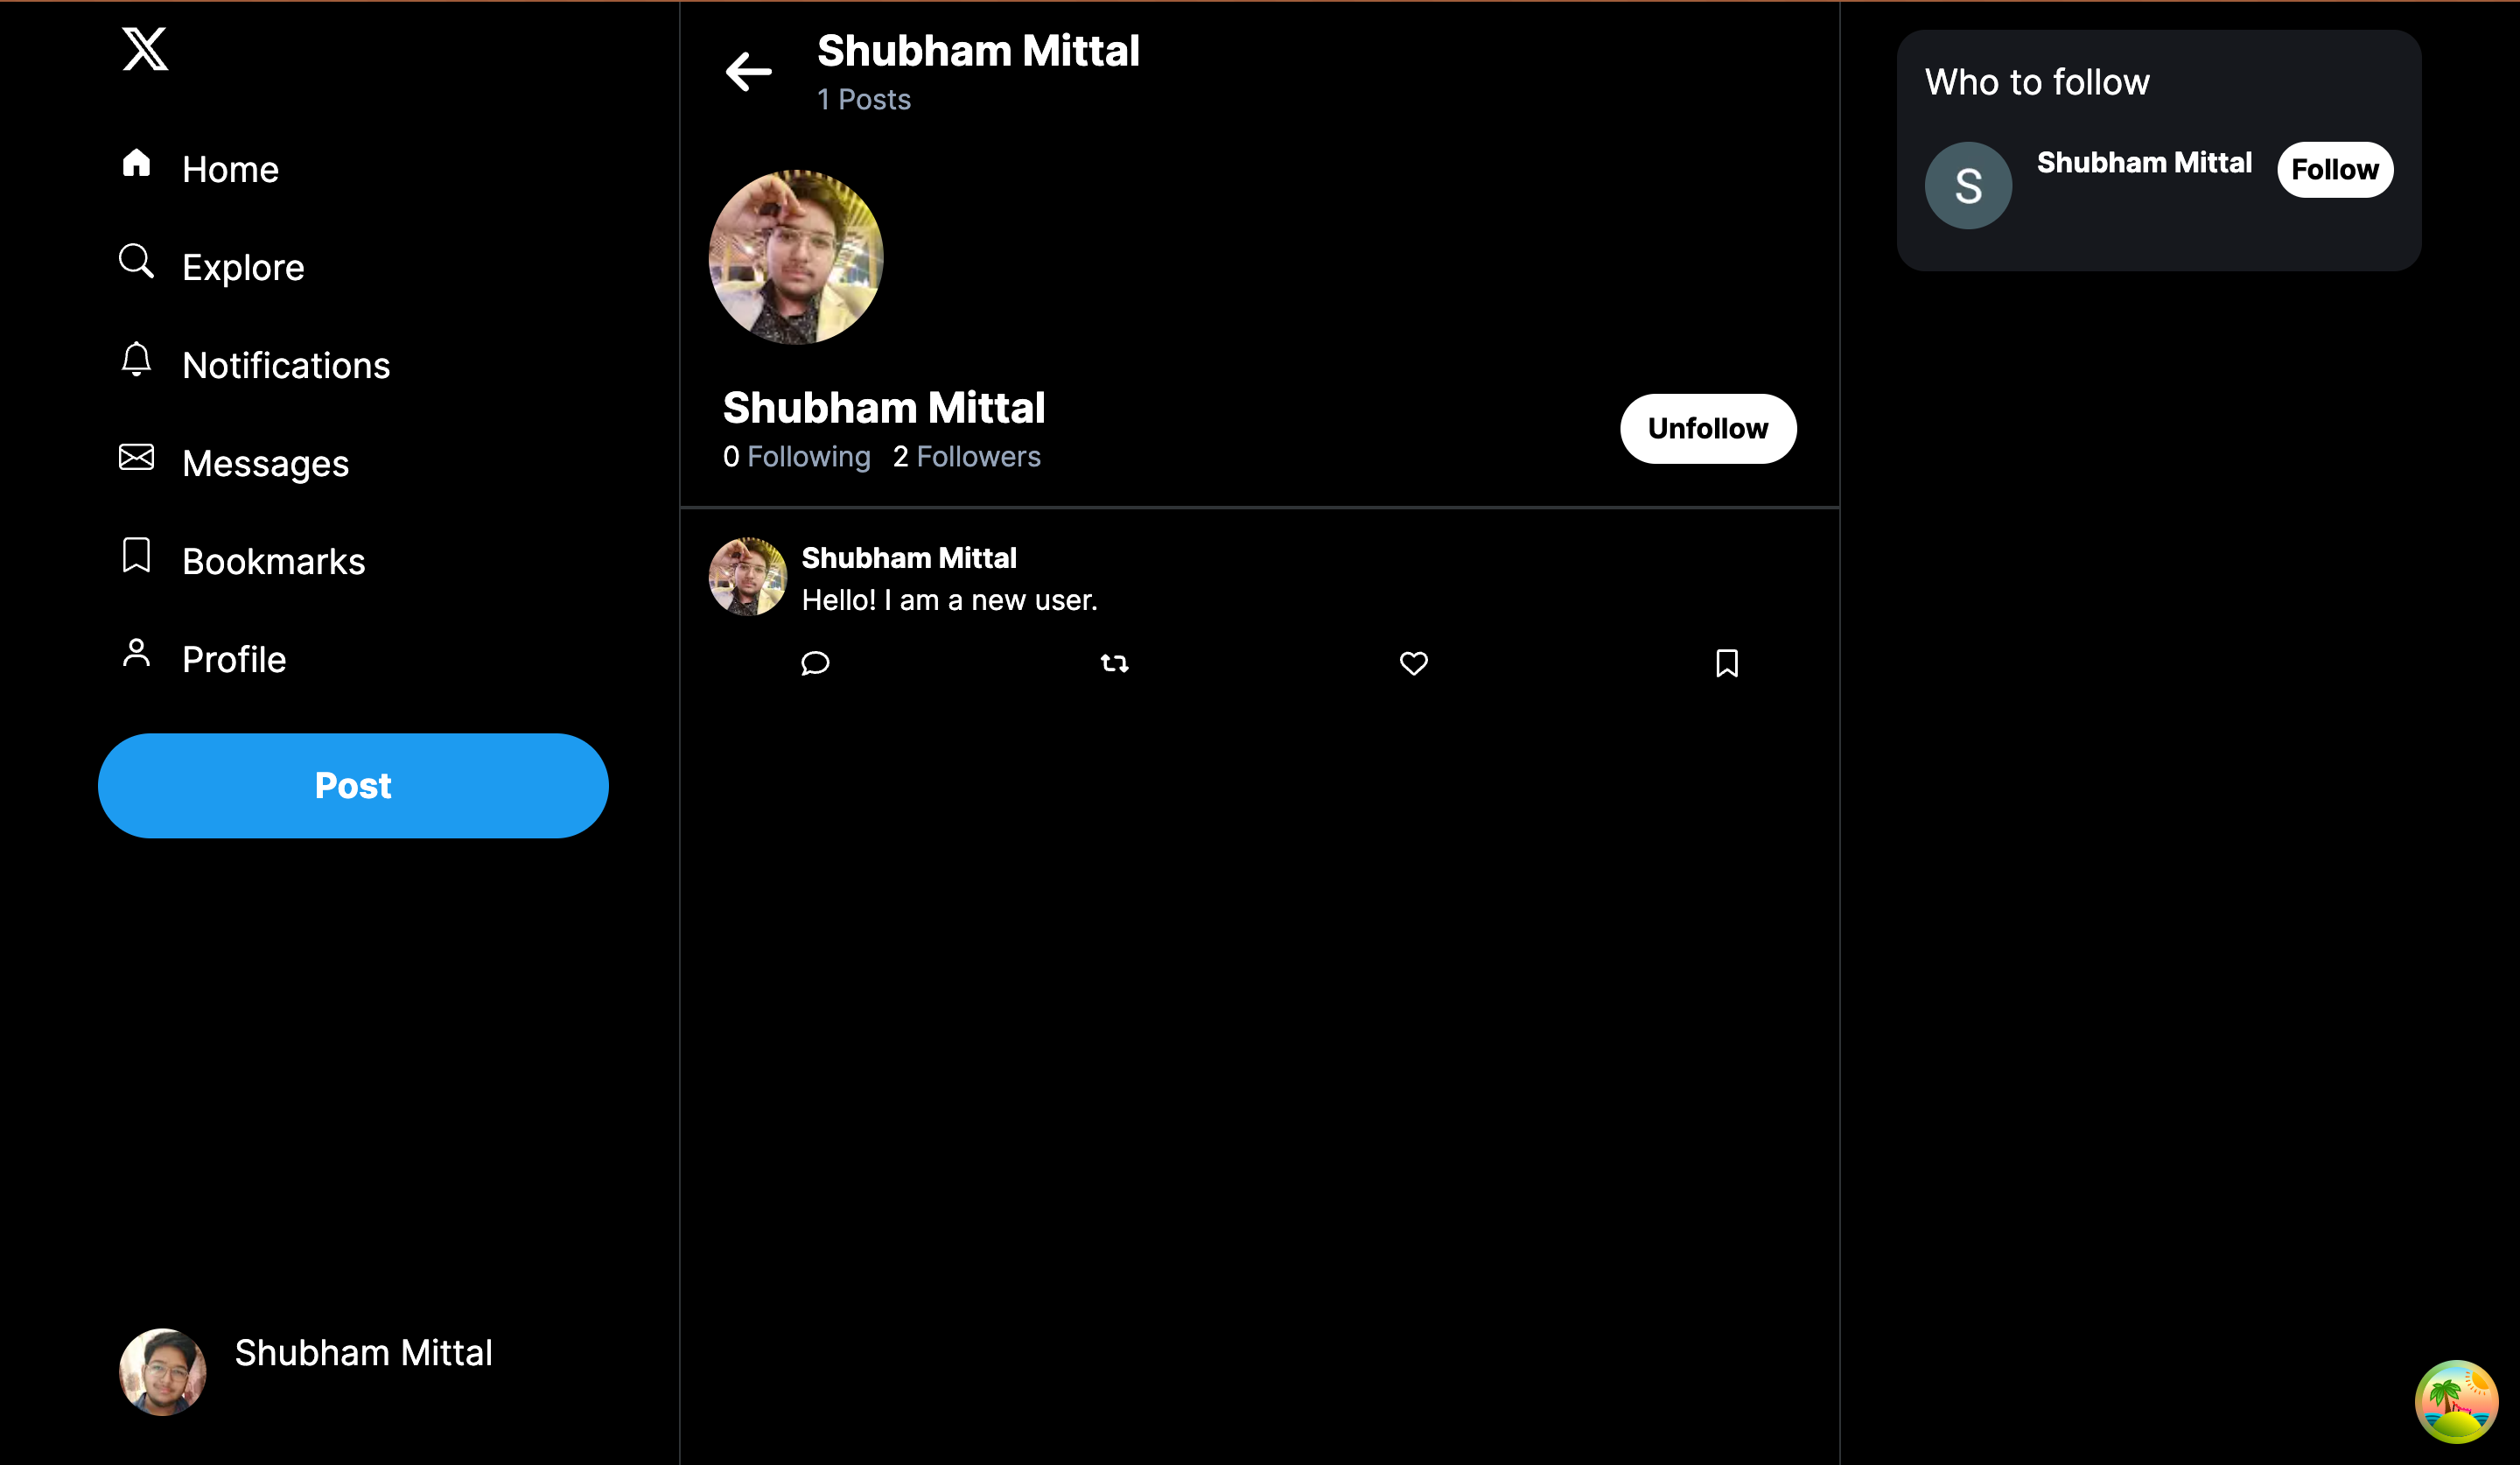 Home
Explore
Notifications
Messages
Bookmarks
Profile
Post
Shubham Mittal
Shubham Mittal
1 Posts
Shubham Mittal
0 Following 2 Followers
Unfollow
Shubham Mittal
Hello! I am a new user.
Who to follow
S
Shubham Mittal
Follow